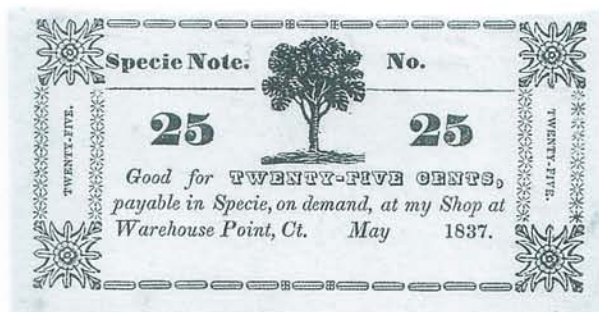 Specie Note. No.
25 25
TWENTY-FIVE.
TWENTY-FIVE.
Good for TWENTY-FIVE CENTS,
payable in Specie, on demand, at my Shop at
Warehouse Point, Ct. May 1837.